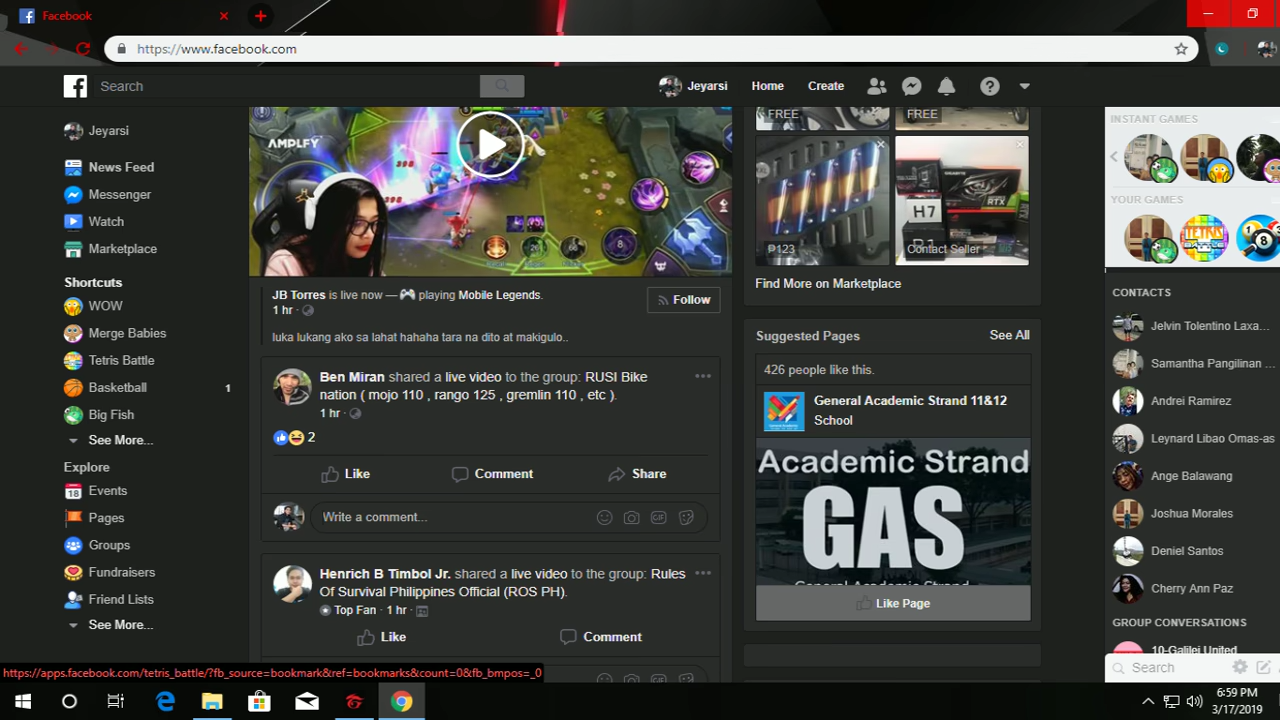 Facebook
https://www.facebook.com
Search
Jeyarsi
Home
Create
Jeyarsi
News Feed
Messenger
Watch
Marketplace
Shortcuts
WOW
Merge Babies
Tetris Battle
Basketball
1
Big Fish
See More...
Explore
Events
Pages
Groups
Fundraisers
Friend Lists
See More...
JB Torres is live now — playing Mobile Legends.
1 hr ·
Follow
luka lukang ako sa lahat hahaha tara na dito at makigulo..
Ben Miran shared a live video to the group: RUSI Bike
nation ( mojo 110 , rango 125 , gremlin 110 , etc ).
1 hr ·
2
Like
Comment
Share
Write a comment...
GIF
Henrich B Timbol Jr. shared a live video to the group: Rules
Of Survival Philippines Official (ROS PH).
Top Fan · 1 hr ·
Like
Comment
FREE
FREE
P123
GIGABYTE
H7
RTX
Contact Seller
Find More on Marketplace
Suggested Pages
See All
426 people like this.
General Academic Strand 11&12
School
Academic Strand
GAS
General Academic Strand
Like Page
INSTANT GAMES
YOUR GAMES
TETRIS
8
CONTACTS
Jelvin Tolentino Laxa...
Samantha Pangilinan ...
Andrei Ramirez
Leynard Libao Omas-as
Ange Balawang
Joshua Morales
Deniel Santos
Cherry Ann Paz
GROUP CONVERSATIONS
10-Galilei United
Search
https://apps.facebook.com/tetris_battle/?fb_source=bookmark&ref=bookmarks&count=0&fb_bmpos=_0
6:59 PM
3/17/2019